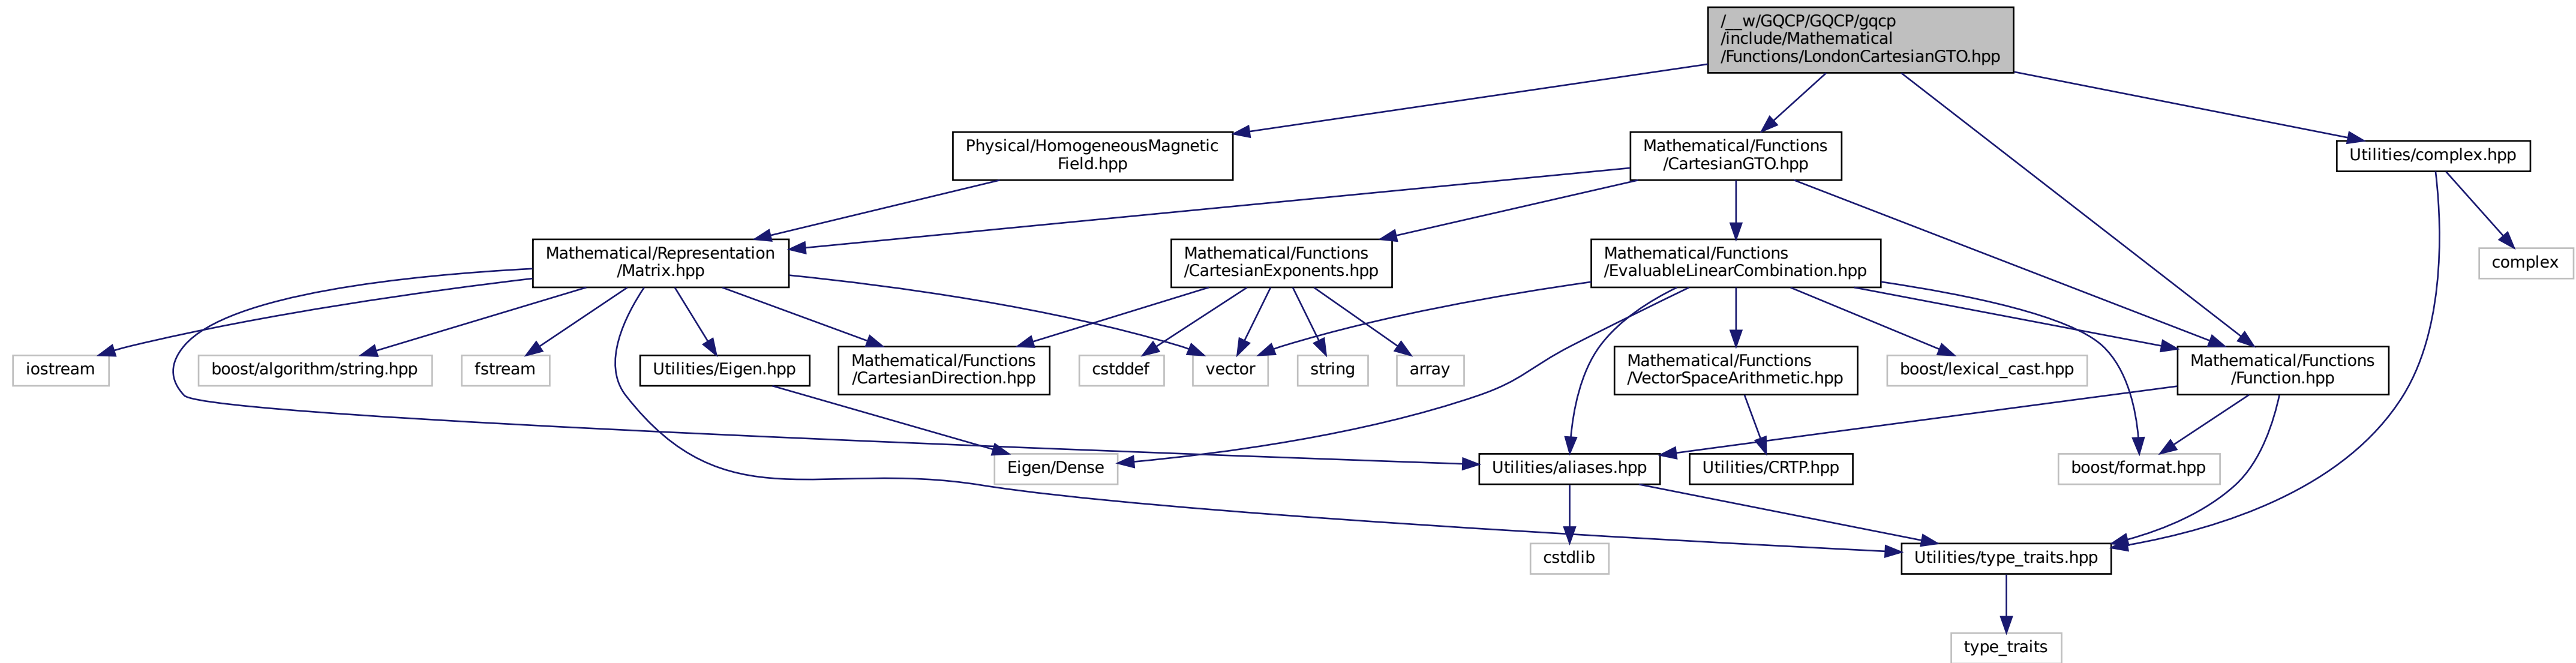 /__w/GQCP/GQCP/gqcp
/include/Mathematical
/Functions/LondonCartesianGTO.hpp
Physical/HomogeneousMagnetic
Field.hpp
Mathematical/Functions
/CartesianGTO.hpp
Utilities/complex.hpp
Mathematical/Representation
/Matrix.hpp
Mathematical/Functions
/CartesianExponents.hpp
Mathematical/Functions
/EvaluableLinearCombination.hpp
complex
iostream
boost/algorithm/string.hpp
fstream
Utilities/Eigen.hpp
Mathematical/Functions
/CartesianDirection.hpp
cstddef
vector
string
array
Mathematical/Functions
/VectorSpaceArithmetic.hpp
boost/lexical_cast.hpp
Mathematical/Functions
/Function.hpp
Eigen/Dense
Utilities/aliases.hpp
Utilities/CRTP.hpp
boost/format.hpp
cstdlib
Utilities/type_traits.hpp
type_traits